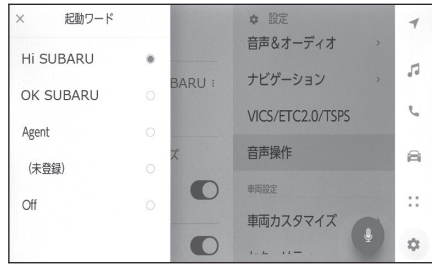 × 起動ワード
Hi SUBARU
OK SUBARU
Agent
(未登録)
Off
BARU
ズ
設定
音声&オーディオ
ナビゲーション
VICS/ETC2.0/TSPS
音声操作
車両設定
車両カスタマイズ